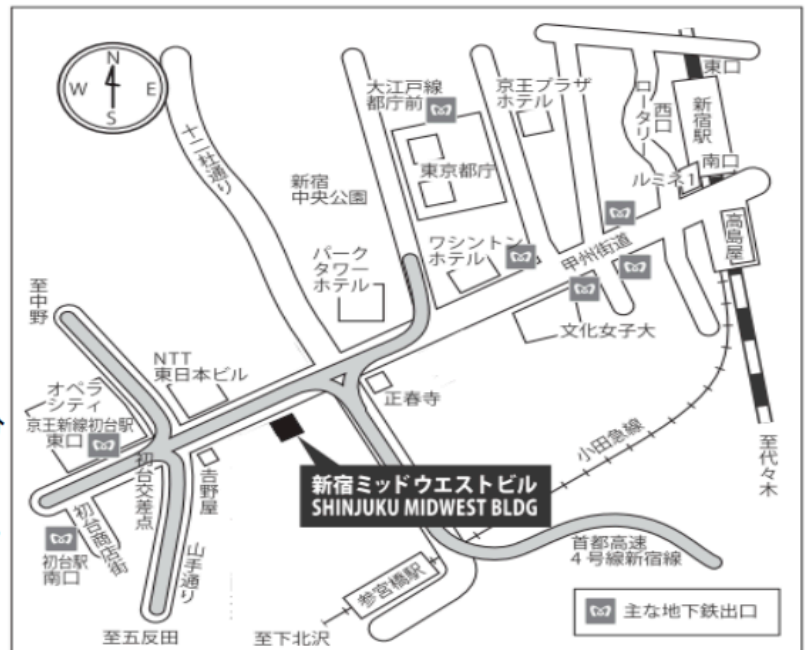 N
W E
S
十二社通り
大江戸線
都庁前
京王プラザ
ホテル
ロータリー
西口
東口
新宿駅
南口
ルミネ1
東京都庁
新宿
中央公園
高島屋
ワシントン
ホテル
甲州街道
パーク
タワー
ホテル
文化女子大
至中野
NTT
東日本ビル
オペラ
シティ
京王新線初台駅
東口
正春寺
小田急線
至代々木
初台交差点
吉野屋
新宿ミッドウエストビル
SHINJUKU MIDWEST BLDG
初台商店街
初台駅
南口
山手通り
首都高速
4号線新宿線
参宮橋駅
至五反田
至下北沢
主な地下鉄出口